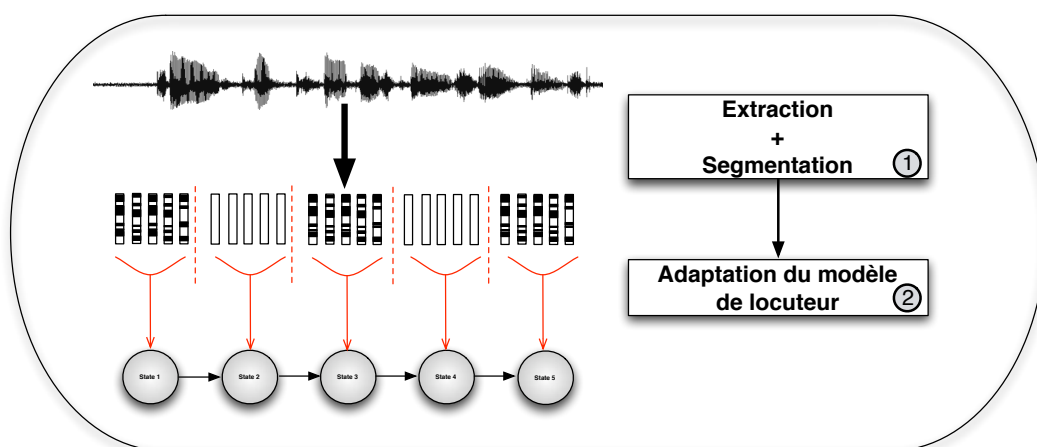 Extraction
+
Segmentation
1
Adaptation du modèle
de locuteur
2
State 1
State 2
State 3
State 4
State 5